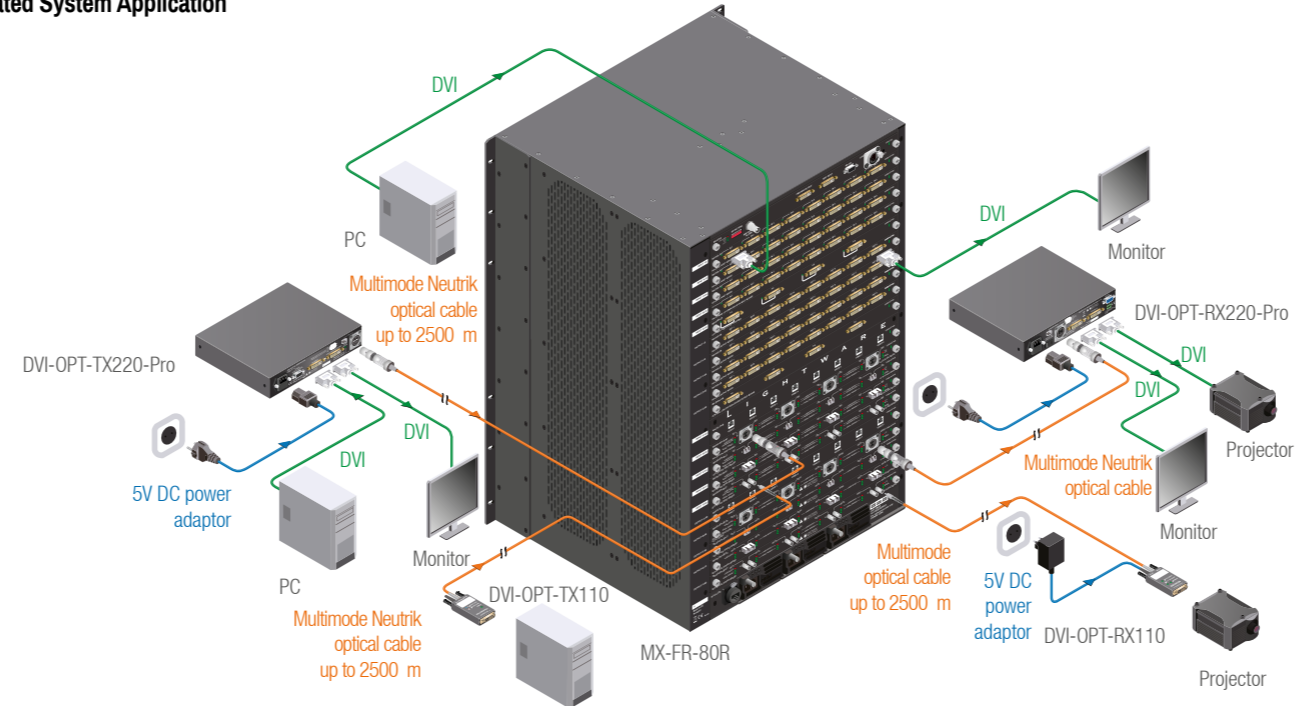 ated System Application
DVI
PC
Multimode Neutrik
optical cable
up to 2500 m
DVI-OPT-TX220-Pro
DVI
DVI
5V DC power
adaptor
PC
Monitor
Multimode Neutrik
optical cable
up to 2500 m
DVI-OPT-TX110
MX-FR-80R
LIGHTWARE
DVI
Monitor
DVI-OPT-RX220-Pro
DVI
DVI
Projector
Multimode Neutrik
optical cable
Monitor
Multimode
optical cable
up to 2500 m
5V DC
power
adaptor
DVI-OPT-RX110
Projector